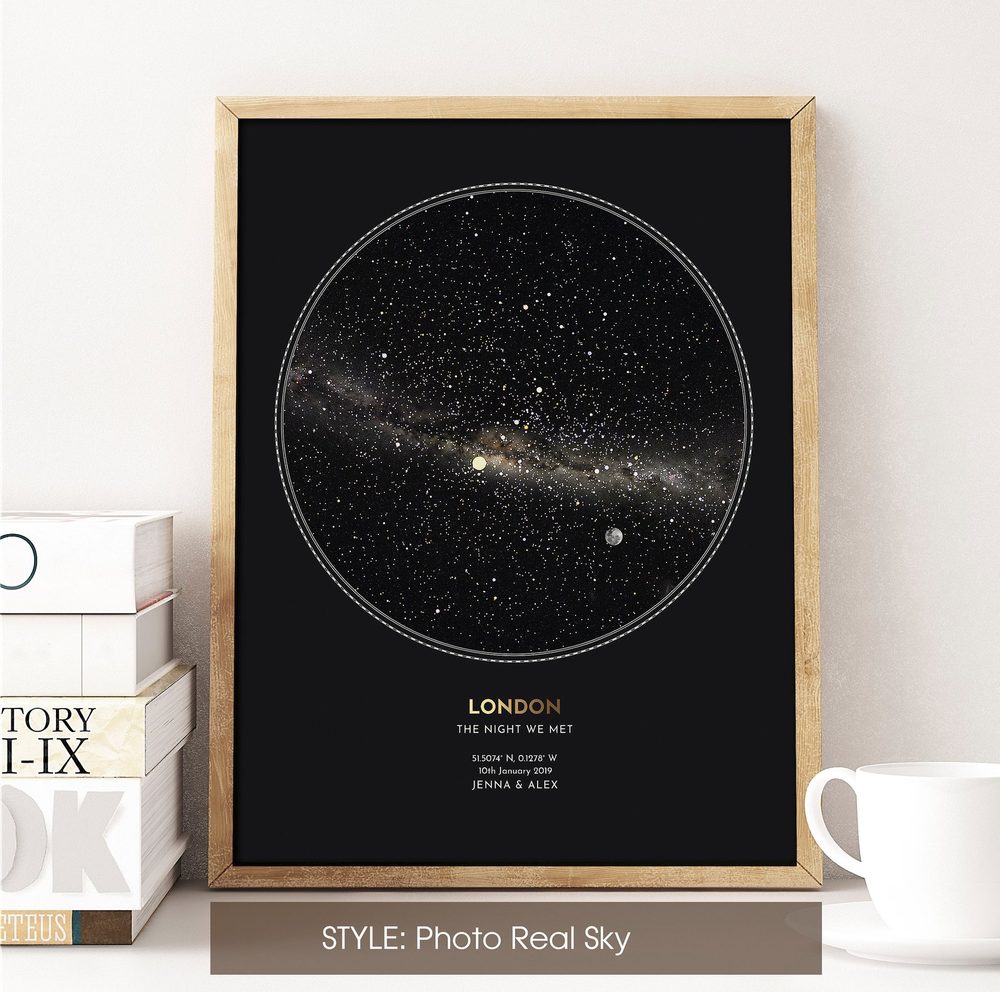 LONDON
THE NIGHT WE MET
51.5074° N, 0.1278° W
10th January 2019
JENNA & ALEX
O
TORY
I-IX
OK
ETEUS
STYLE: Photo Real Sky